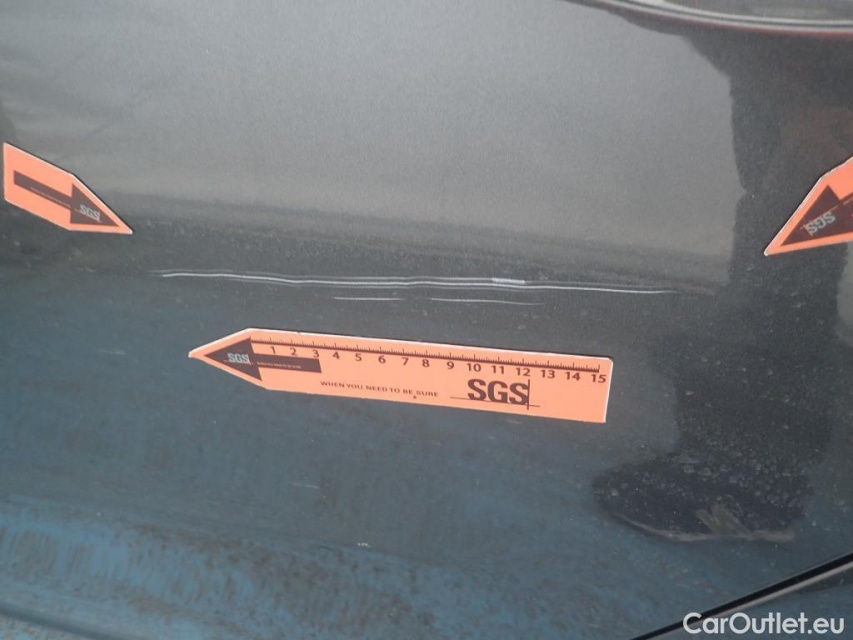 SGS
SGS
SGS 1 2 3 4 5 6 7 8 9 10 11 12 13 14 15
WHEN YOU NEED TO BE SURE SGS
CarOutlet.eu